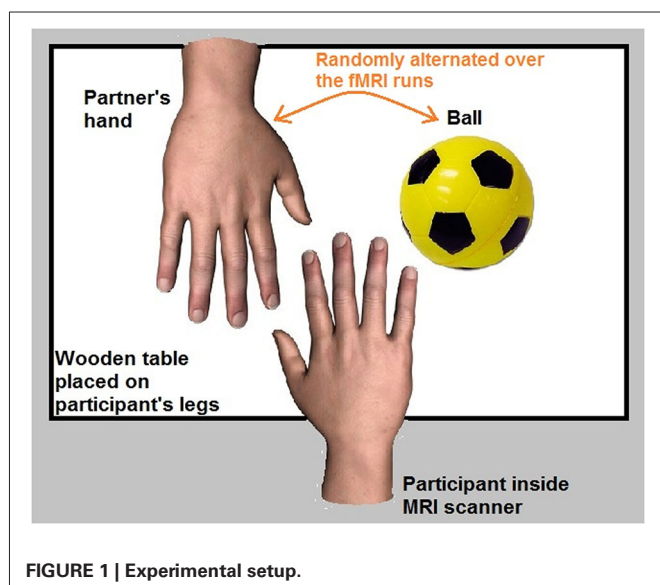 Randomly alternated over
the fMRI runs
Partner's
hand
Ball
Wooden table
placed on
participant's legs
Participant inside
MRI scanner
FIGURE 1 | Experimental setup.